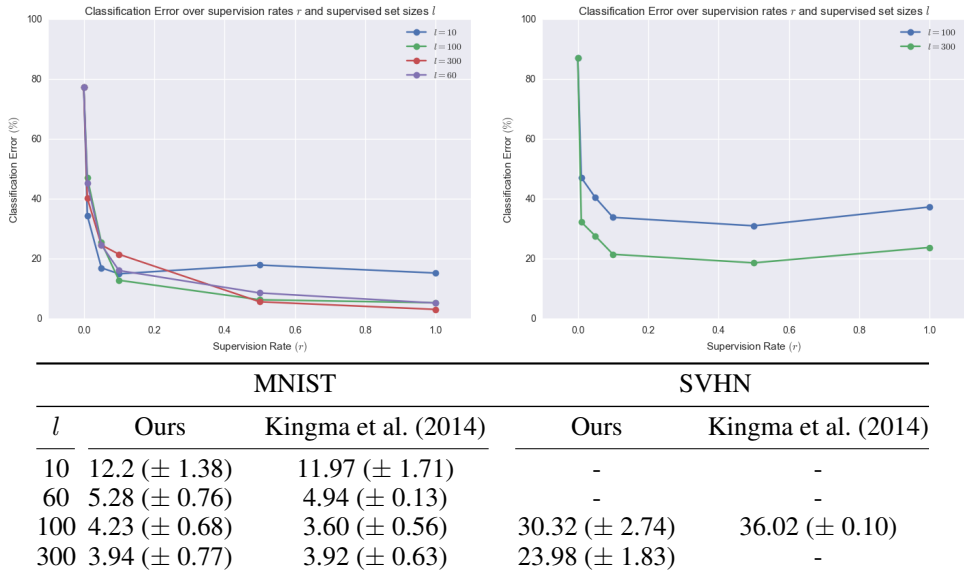 Classification Error over supervision rates r and supervised set sizes l
100
80
60
40
20
0
Classification Error (%)
0.0 0.2 0.4 0.6 0.8 1.0
Supervision Rate (r)
l = 10
l = 100
l = 300
l = 60
Classification Error over supervision rates r and supervised set sizes l
100
80
60
40
20
0
Classification Error (%)
0.0 0.2 0.4 0.6 0.8 1.0
Supervision Rate (r)
l = 100
l = 300
MNIST SVHN
l Ours Kingma et al. (2014) Ours Kingma et al. (2014)
10 12.2 (± 1.38) 11.97 (± 1.71) - -
60 5.28 (± 0.76) 4.94 (± 0.13) - -
100 4.23 (± 0.68) 3.60 (± 0.56) 30.32 (± 2.74) 36.02 (± 0.10)
300 3.94 (± 0.77) 3.92 (± 0.63) 23.98 (± 1.83) -